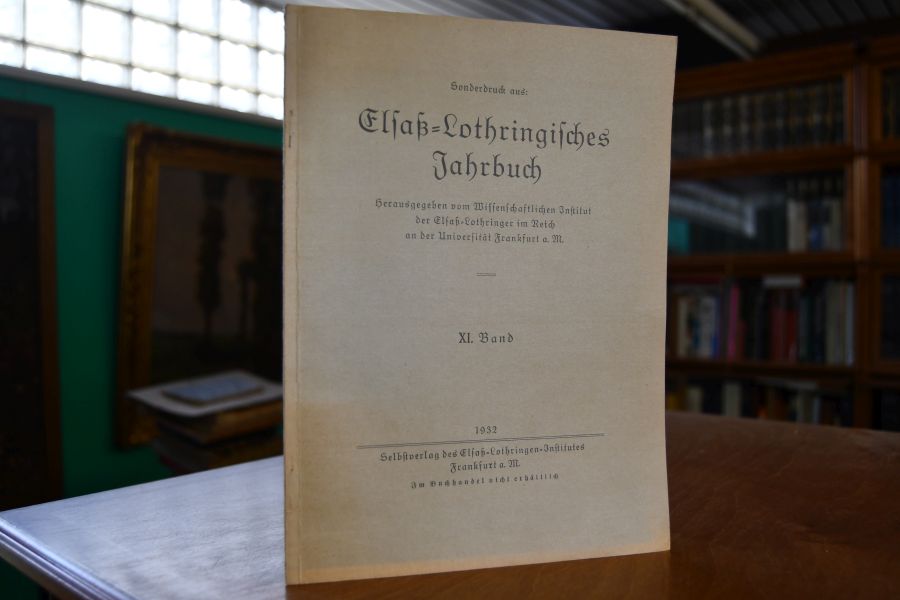 Sonderdruck aus:
Elsaß-Lothringisches
Jahrbuch
Herausgegeben vom Wissenschaftlichen Institut
der Elsaß-Lothringer im Reich
an der Universität Frankfurt a. M.
XI. Band
1932
Selbstverlag des Elsaß-Lothringen-Institutes
Frankfurt a. M.
Im Buchhandel nicht erhältlich